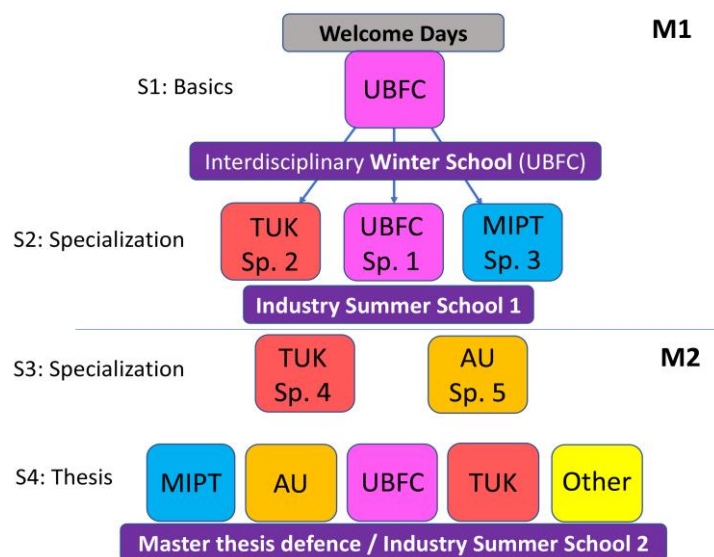 Welcome Days
M1
S1: Basics
UBFC
Interdisciplinary Winter School (UBFC)
S2: Specialization
TUK
Sp. 2
UBFC
Sp. 1
MIPT
Sp. 3
Industry Summer School 1
M2
S3: Specialization
TUK
Sp. 4
AU
Sp. 5
S4: Thesis
MIPT
AU
UBFC
TUK
Other
Master thesis defence / Industry Summer School 2